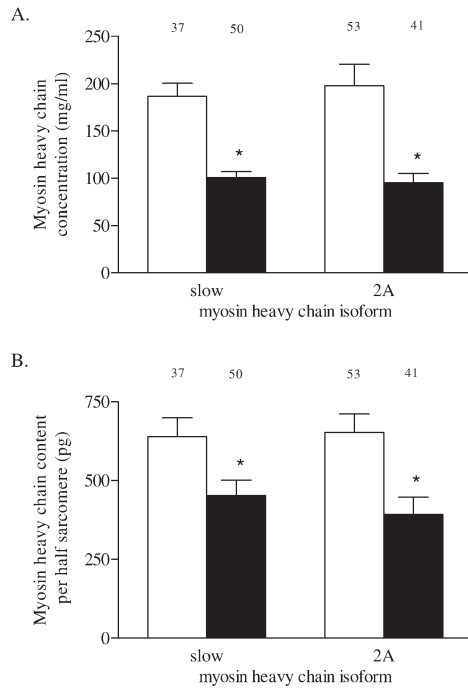 A.
37 50 53 41
250
200
150
100
50
0
Myosin heavy chain
concentration (mg/ml)
* *
slow 2A
myosin heavy chain isoform
B.
37 50 53 41
750
500
250
0
Myosin heavy chain content
per half sarcomere (pg)
* *
slow 2A
myosin heavy chain isoform